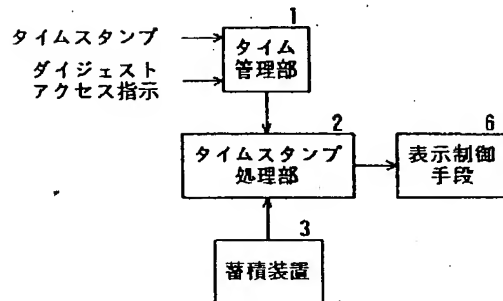 1
タイムスタンプ
タイム
管理部
ダイジェスト
アクセス指示
2
タイムスタンプ
処理部
6
表示制御
手段
3
蓄積装置